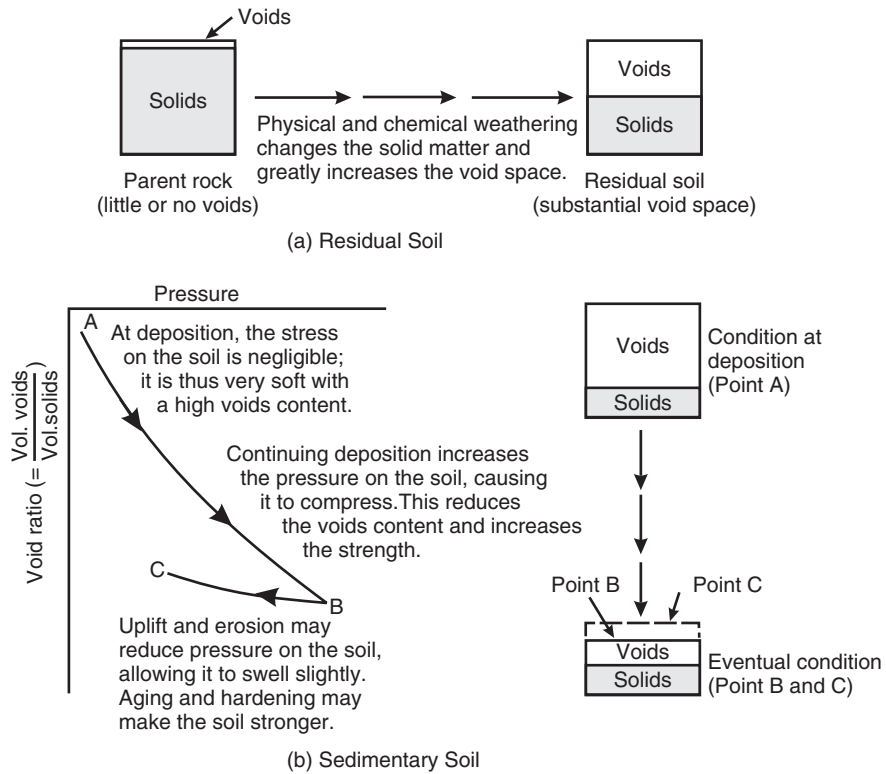 Voids
Solids
Voids
Solids
Physical and chemical weathering
changes the solid matter and
greatly increases the void space.
Parent rock
(little or no voids)
Residual soil
(substantial void space)
(a) Residual Soil
Pressure
Void ratio (= Vol. voids / Vol.solids)
A
At deposition, the stress
on the soil is negligible;
it is thus very soft with
a high voids content.
Continuing deposition increases
the pressure on the soil, causing
it to compress.This reduces
the voids content and increases
the strength.
C
B
Uplift and erosion may
reduce pressure on the soil,
allowing it to swell slightly.
Aging and hardening may
make the soil stronger.
Voids
Solids
Condition at
deposition
(Point A)
Point B
Point C
Voids
Solids
Eventual condition
(Point B and C)
(b) Sedimentary Soil